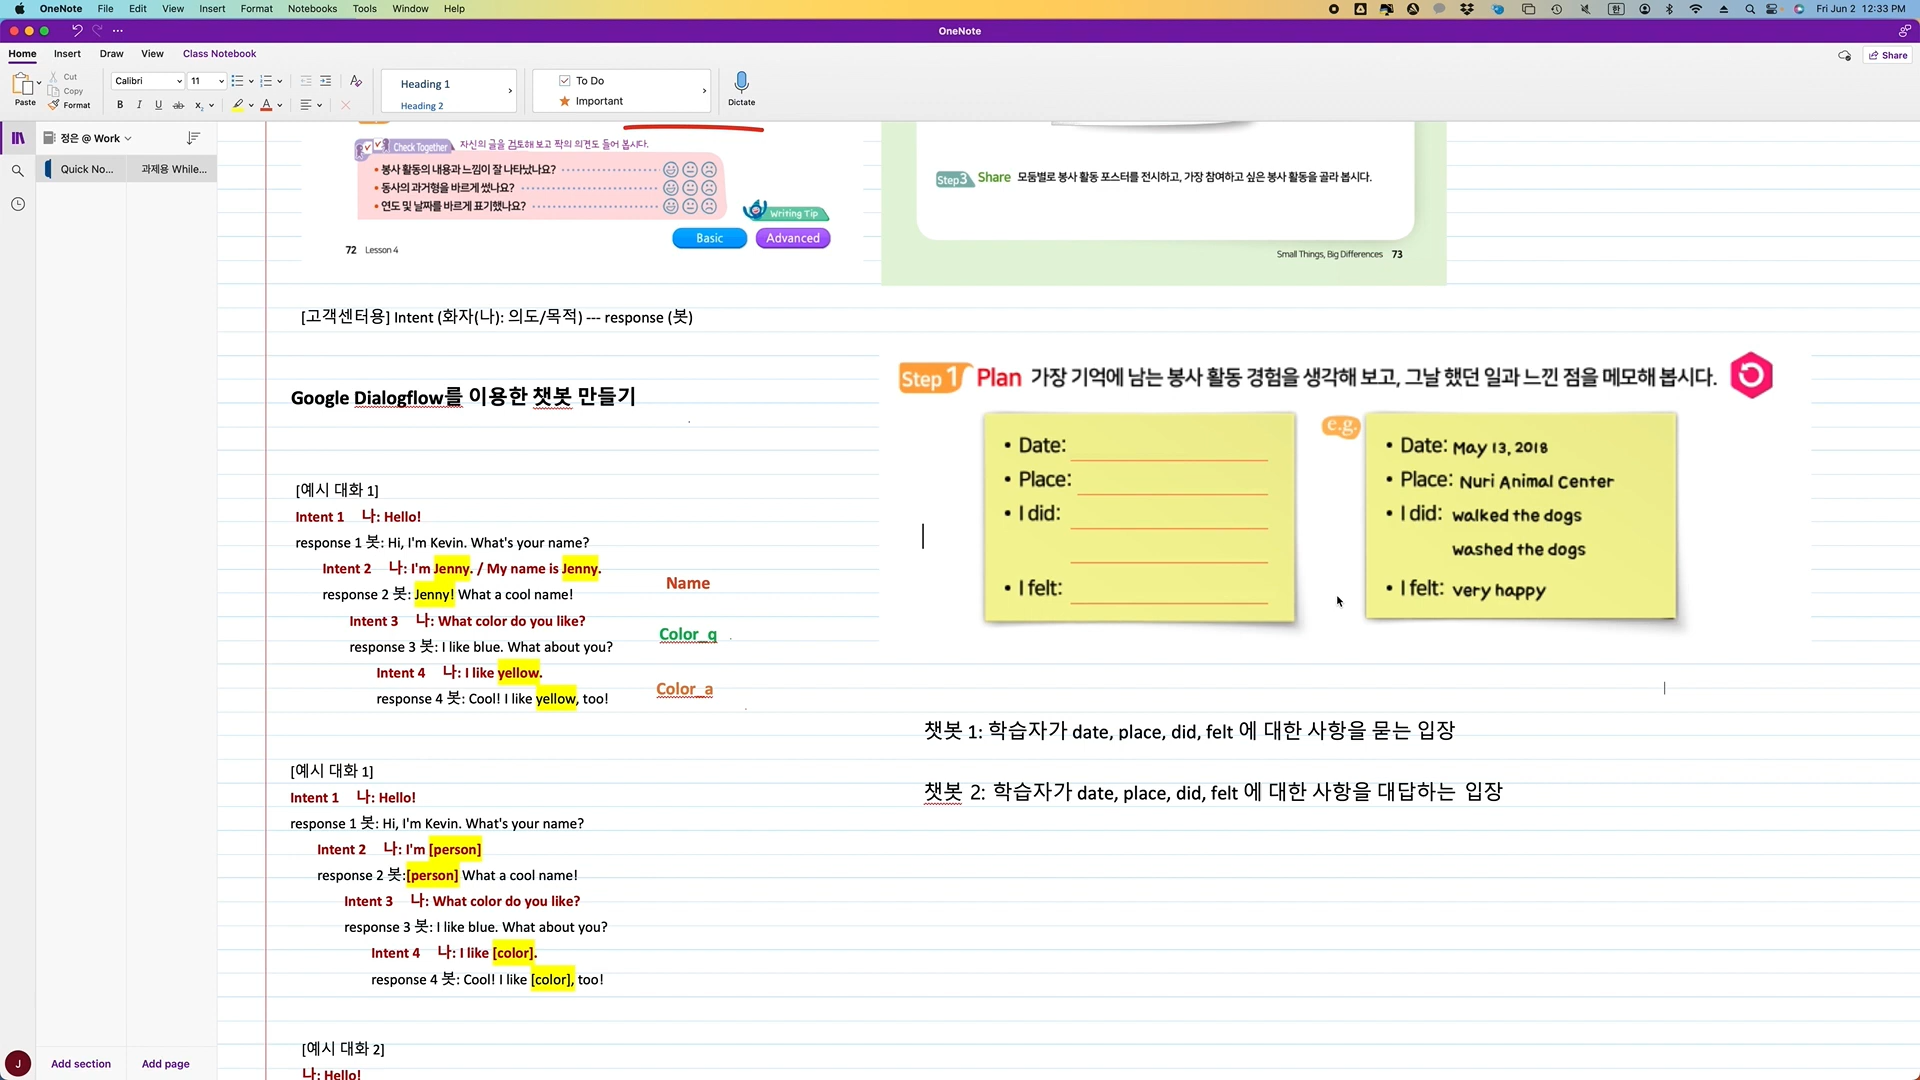 OneNote File Edit View Insert Format Notebooks Tools Window Help
Fri Jun 2 12:33 PM
OneNote
Home Insert Draw View Class Notebook
Share
Paste
Cut
Copy
Format
Calibri
11
B I U ab
Heading 1
Heading 2
To Do
Important
Dictate
정은 @ Work
Quick No...
과제용 While...
Check Together 자신의 글을 검토해 보고 짝의 의견도 들어 봅시다.
• 봉사 활동의 내용과 느낌이 잘 나타났나요?
• 동사의 과거형을 바르게 썼나요?
• 연도 및 날짜를 바르게 표기했나요?
Writing Tip
Basic
Advanced
72 Lesson 4
Step3 Share 모둠별로 봉사 활동 포스터를 전시하고, 가장 참여하고 싶은 봉사 활동을 골라 봅시다.
Small Things, Big Differences 73
[고객센터용] Intent (화자(나): 의도/목적) --- response (봇)
Google Dialogflow를 이용한 챗봇 만들기
[예시 대화 1]
Intent 1 나: Hello!
response 1 봇: Hi, I'm Kevin. What's your name?
Intent 2 나: I'm Jenny. / My name is Jenny.
response 2 봇: Jenny! What a cool name!
Intent 3 나: What color do you like?
response 3 봇: I like blue. What about you?
Intent 4 나: I like yellow.
response 4 봇: Cool! I like yellow, too!
Name
Color_q
Color_a
[예시 대화 1]
Intent 1 나: Hello!
response 1 봇: Hi, I'm Kevin. What's your name?
Intent 2 나: I'm [person]
response 2 봇:[person] What a cool name!
Intent 3 나: What color do you like?
response 3 봇: I like blue. What about you?
Intent 4 나: I like [color].
response 4 봇: Cool! I like [color], too!
[예시 대화 2]
나: Hello!
Step 1 Plan 가장 기억에 남는 봉사 활동 경험을 생각해 보고, 그날 했던 일과 느낀 점을 메모해 봅시다.
• Date:
• Place:
• I did:
• I felt:
e.g.
• Date: May 13, 2018
• Place: Nuri Animal Center
• I did: walked the dogs
washed the dogs
• I felt: very happy
챗봇 1: 학습자가 date, place, did, felt 에 대한 사항을 묻는 입장
챗봇 2: 학습자가 date, place, did, felt 에 대한 사항을 대답하는 입장
J
Add section
Add page